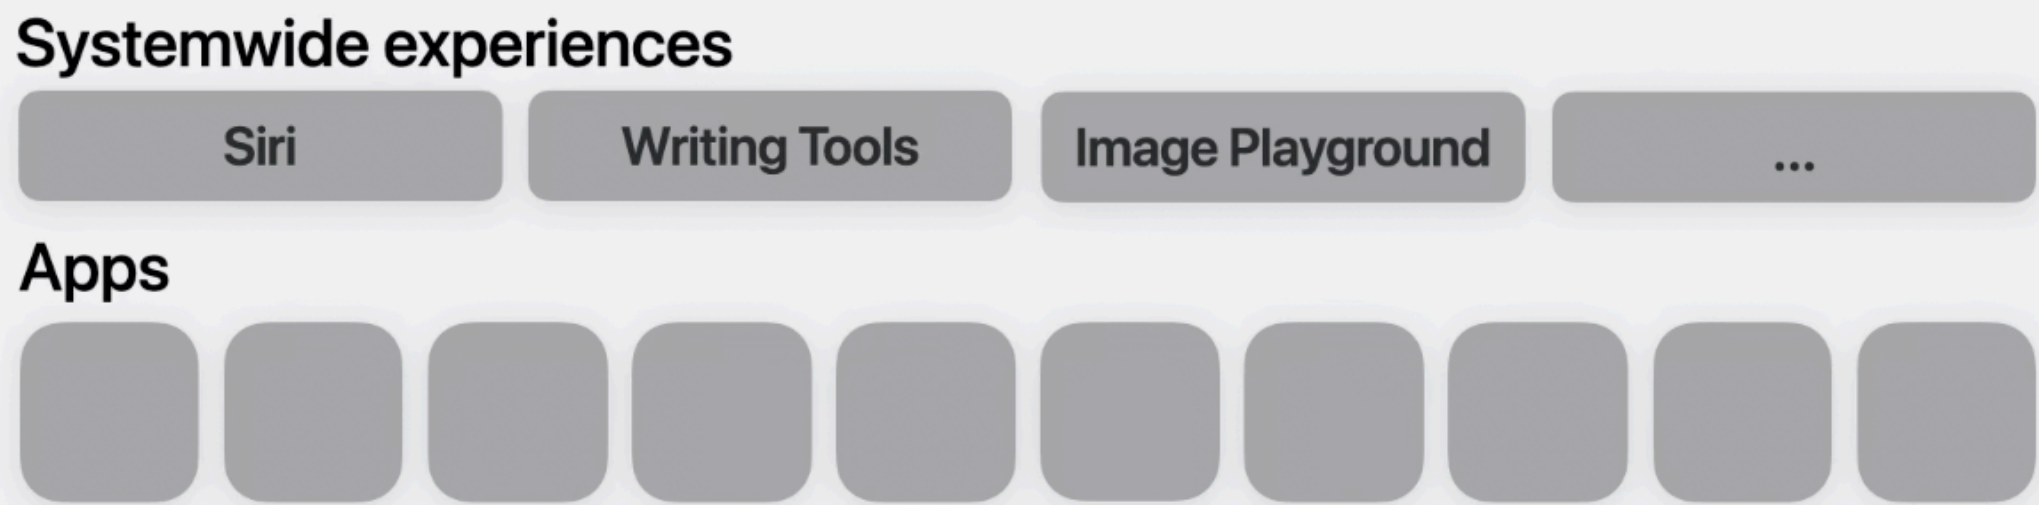 Systemwide experiences
Siri Writing Tools Image Playground ...
Apps